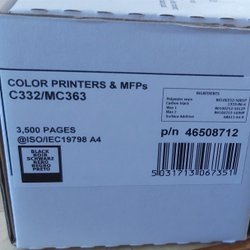 COLOR PRINTERS & MFPs
C332/MC363
INGREDIENTS
3,500 PAGES
@ISO/IEC19798 A4
p/n 46508712
BLACK
NOIR
SCHWARZ
NERO
NEGRO
PRETO
5031713067351